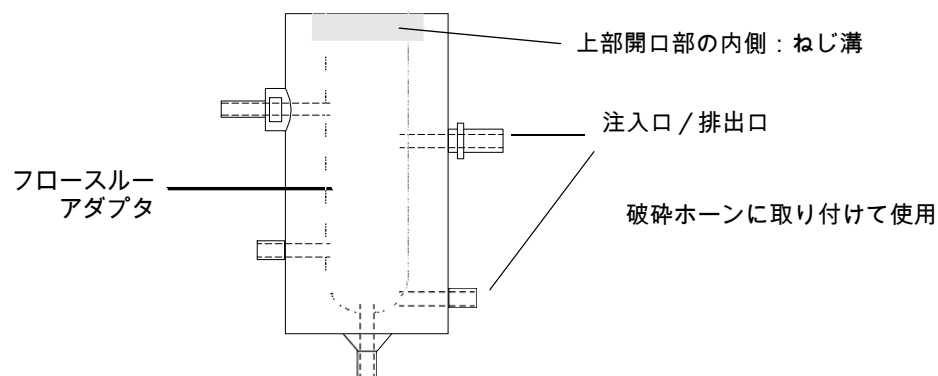 上部開口部の内側：ねじ溝
注入口／排出口
フロースルー
アダプタ
破砕ホーンに取り付けて使用